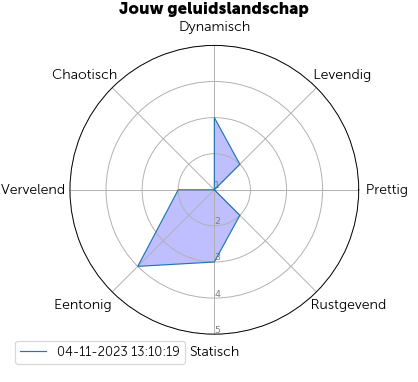 Jouw geluidslandschap
Dynamisch
Chaotisch
Levendig
Vervelend
Prettig
1
2
3
4
5
Eentonig
Rustgevend
04-11-2023 13:10:19
Statisch